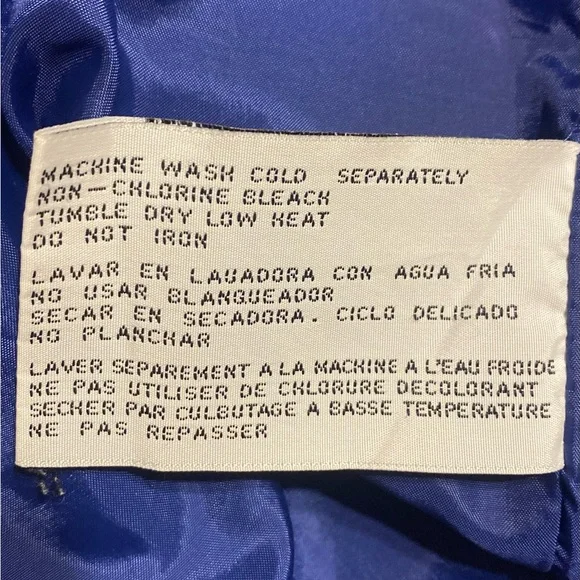 MACHINE WASH COLD SEPARATELY
NON-CHLORINE BLEACH
TUMBLE DRY LOW HEAT
DO NOT IRON
LAVAR EN LAUADORA CON AGUA FRIA
NO USAR BLANQUEADOR
SECAR EN SECADORA. CICLO DELICADO
NO PLANCHAR
LAVER SEPAREMENT A LA MACHINE A L'EAU FROIDE
NE PAS UTILISER DE CHLORURE DECOLORANT
SECHER PAR CULBUTAGE A BASSE TEMPERATURE
NE PAS REPASSER